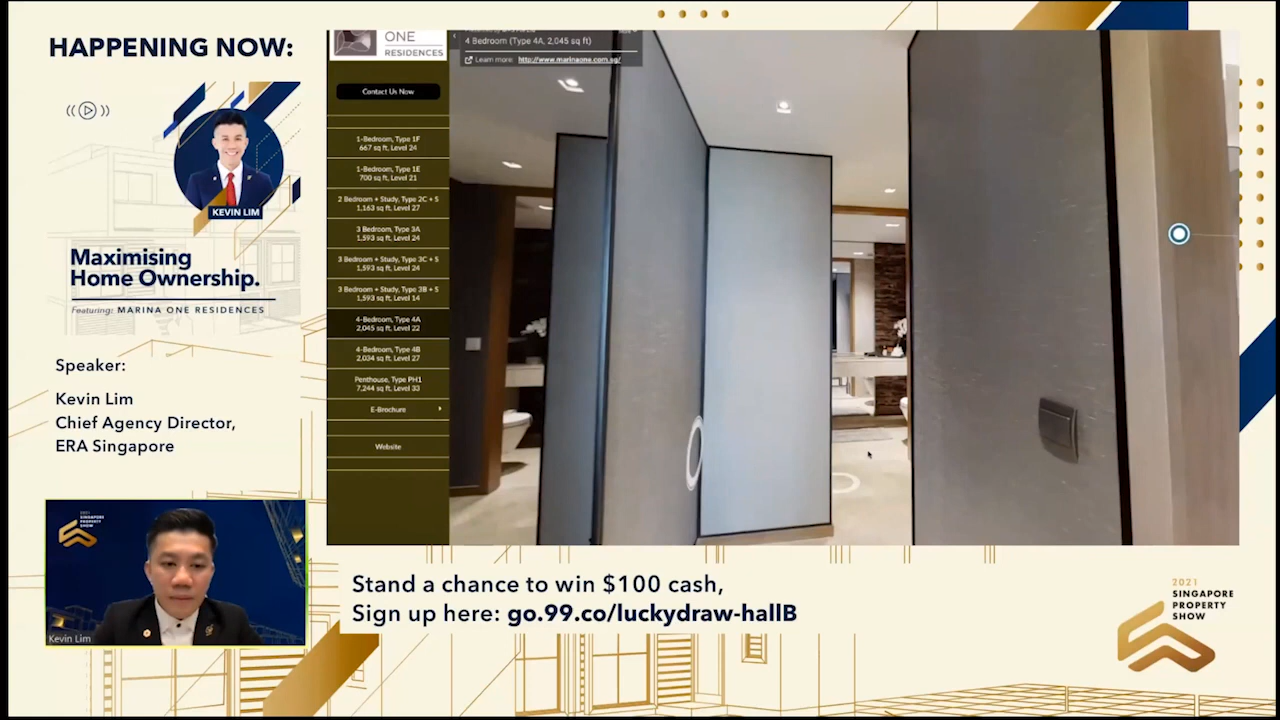 HAPPENING NOW:
KEVIN LIM
Maximising
Home Ownership.
Featuring: MARINA ONE RESIDENCES
Speaker:
Kevin Lim
Chief Agency Director,
ERA Singapore
2021
SINGAPORE
PROPERTY
SHOW
Kevin Lim
ONE
RESIDENCES
Contact Us Now
1-Bedroom, Type 1F
667 sq ft, Level 24
1-Bedroom, Type 1E
700 sq ft, Level 21
2 Bedroom + Study, Type 2C + S
1,163 sq ft, Level 27
3 Bedroom, Type 3A
1,593 sq ft, Level 24
3 Bedroom + Study, Type 3C + S
1,593 sq ft, Level 24
3 Bedroom + Study, Type 3B + S
1,593 sq ft, Level 14
4-Bedroom, Type 4A
2,045 sq ft, Level 22
4-Bedroom, Type 4B
2,034 sq ft, Level 27
Penthouse, Type PH1
7,244 sq ft, Level 33
E-Brochure
Website
4 Bedroom (Type 4A, 2,045 sq ft)
Learn more: http://www.marinaone.com.sg/
Stand a chance to win $100 cash,
Sign up here: go.99.co/luckydraw-hallB
2021
SINGAPORE
PROPERTY
SHOW